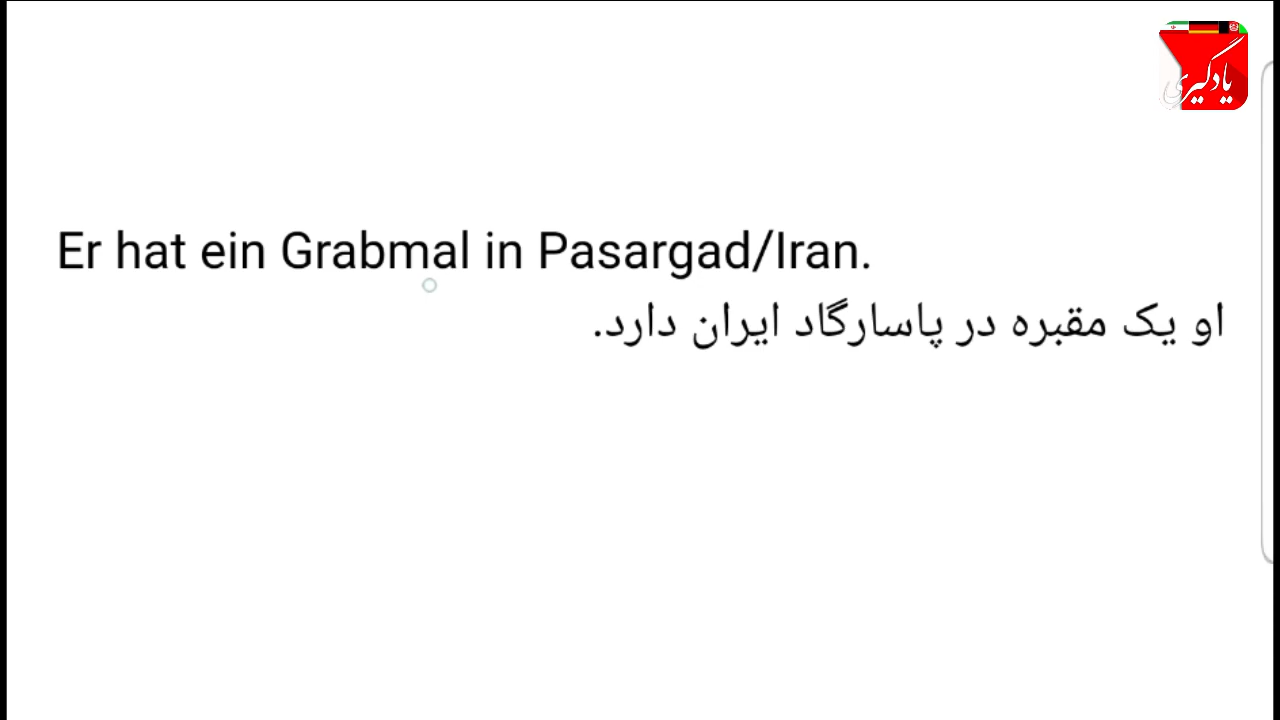 یادگیری
Er hat ein Grabmal in Pasargad/Iran.
او یک مقبره در پاسارگاد ایران دارد.